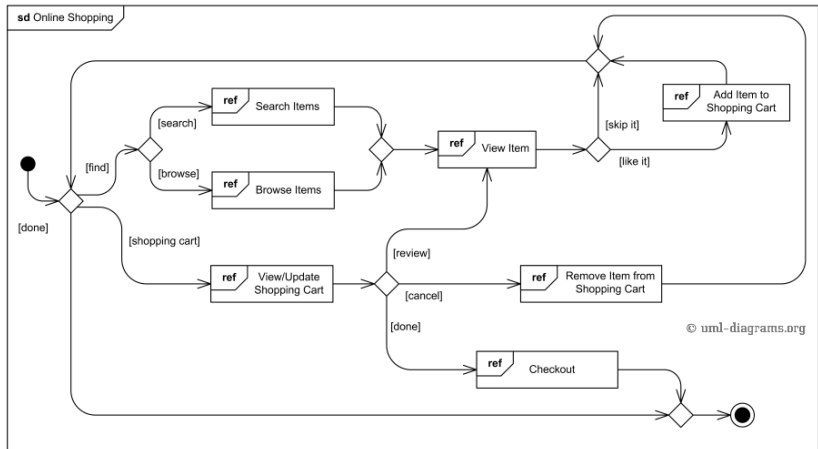 sd Online Shopping
ref Search Items
ref Add Item to
Shopping Cart
[search]
[skip it]
ref View Item
[find]
[browse]
[like it]
ref Browse Items
[done]
[shopping cart]
[review]
ref View/Update
Shopping Cart
ref Remove Item from
Shopping Cart
[cancel]
[done]
© uml-diagrams.org
ref Checkout